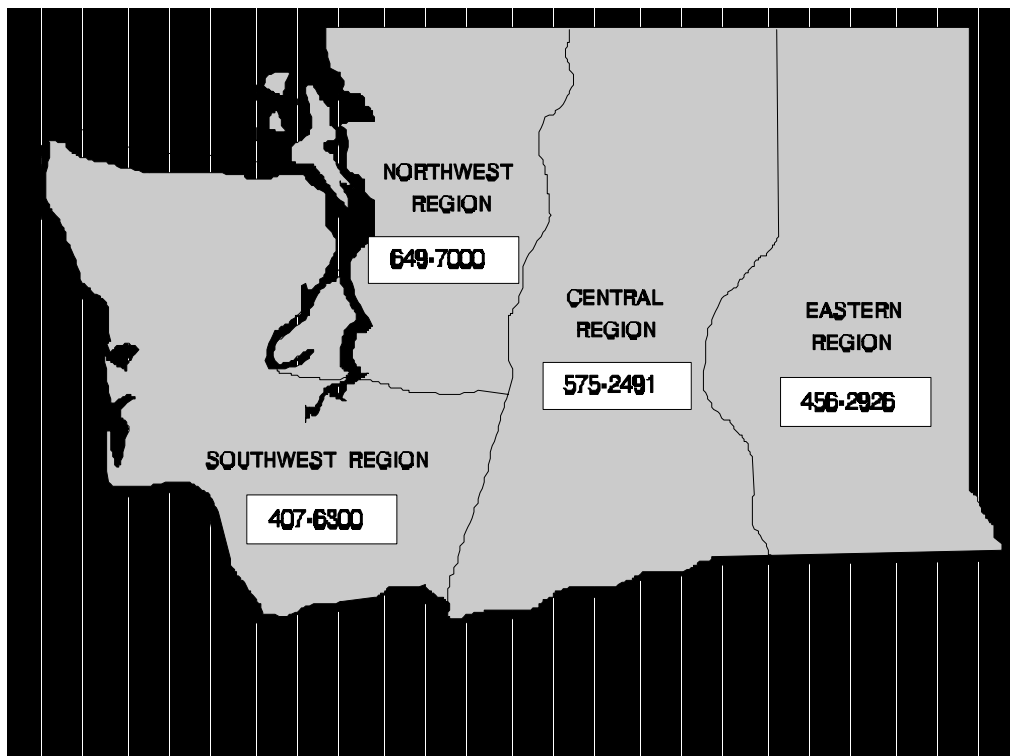 NORTHWEST
REGION
649-7000
CENTRAL
REGION
575-2491
EASTERN
REGION
456-2926
SOUTHWEST REGION
407-6300